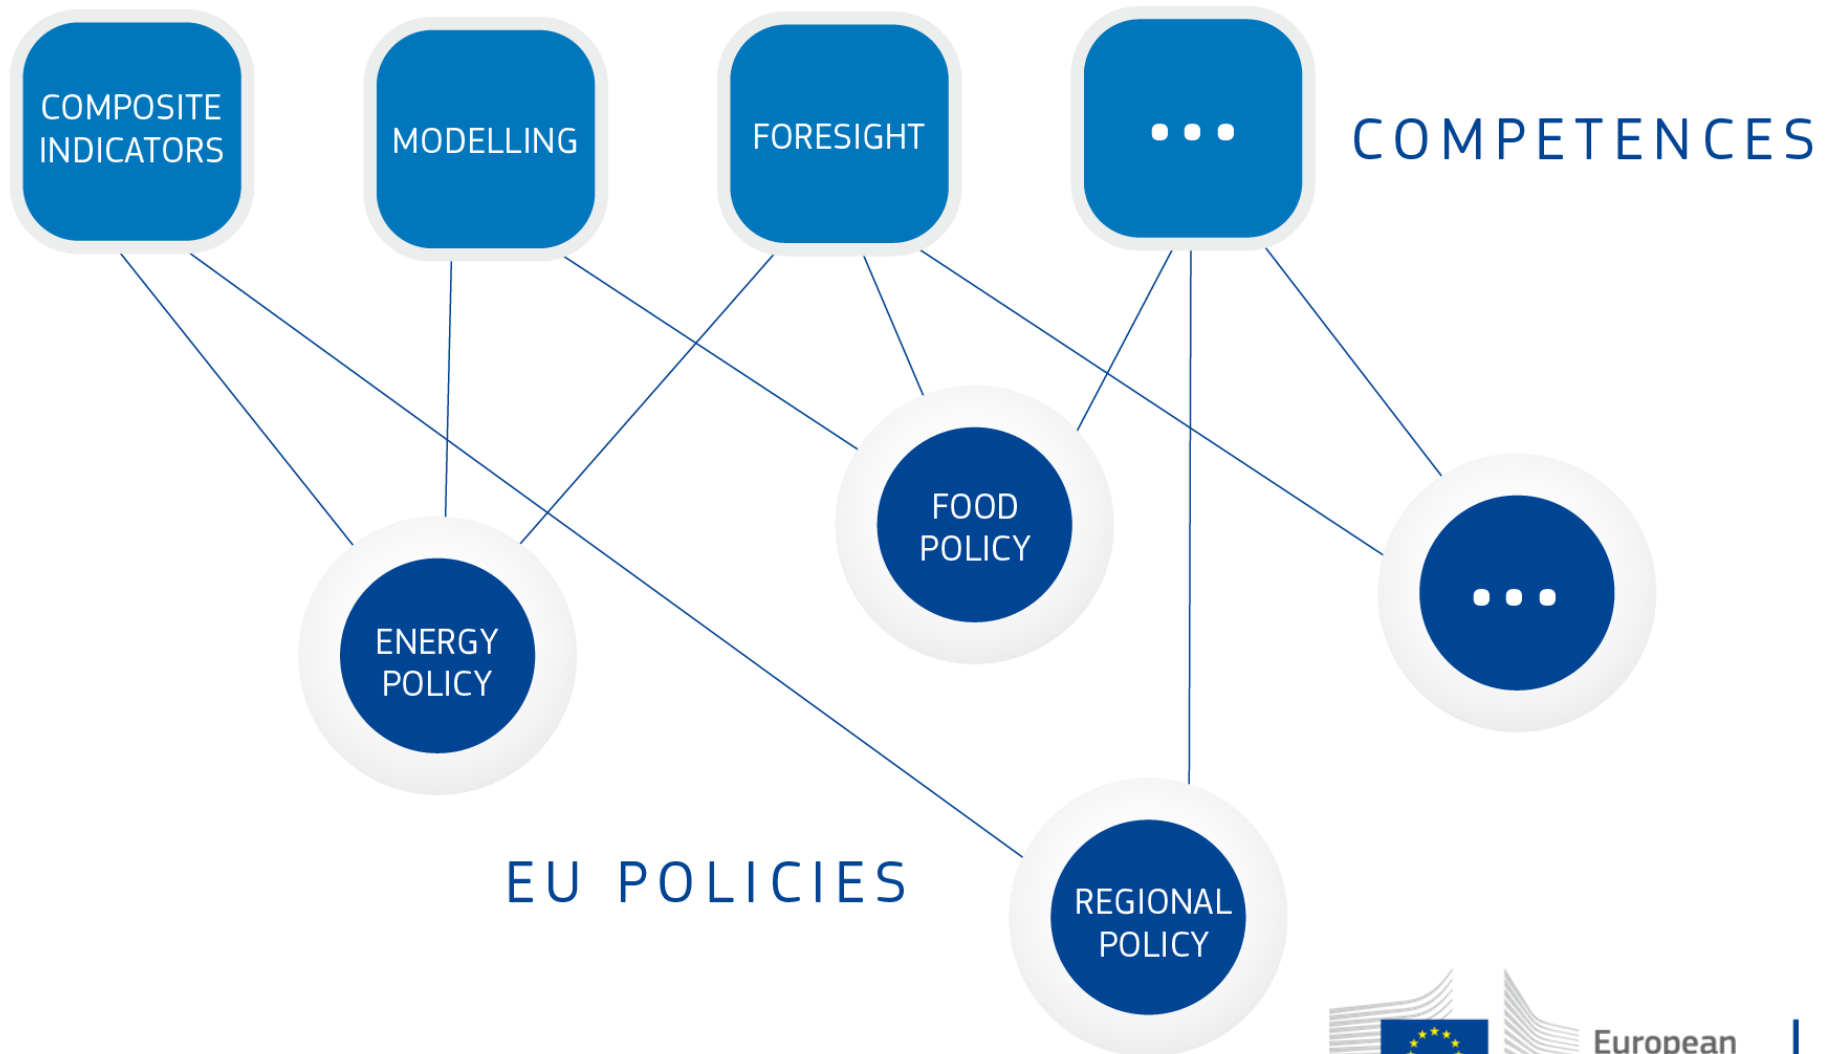 COMPOSITE
INDICATORS
MODELLING
FORESIGHT
...
COMPETENCES
FOOD
POLICY
...
ENERGY
POLICY
EU POLICIES
REGIONAL
POLICY
European